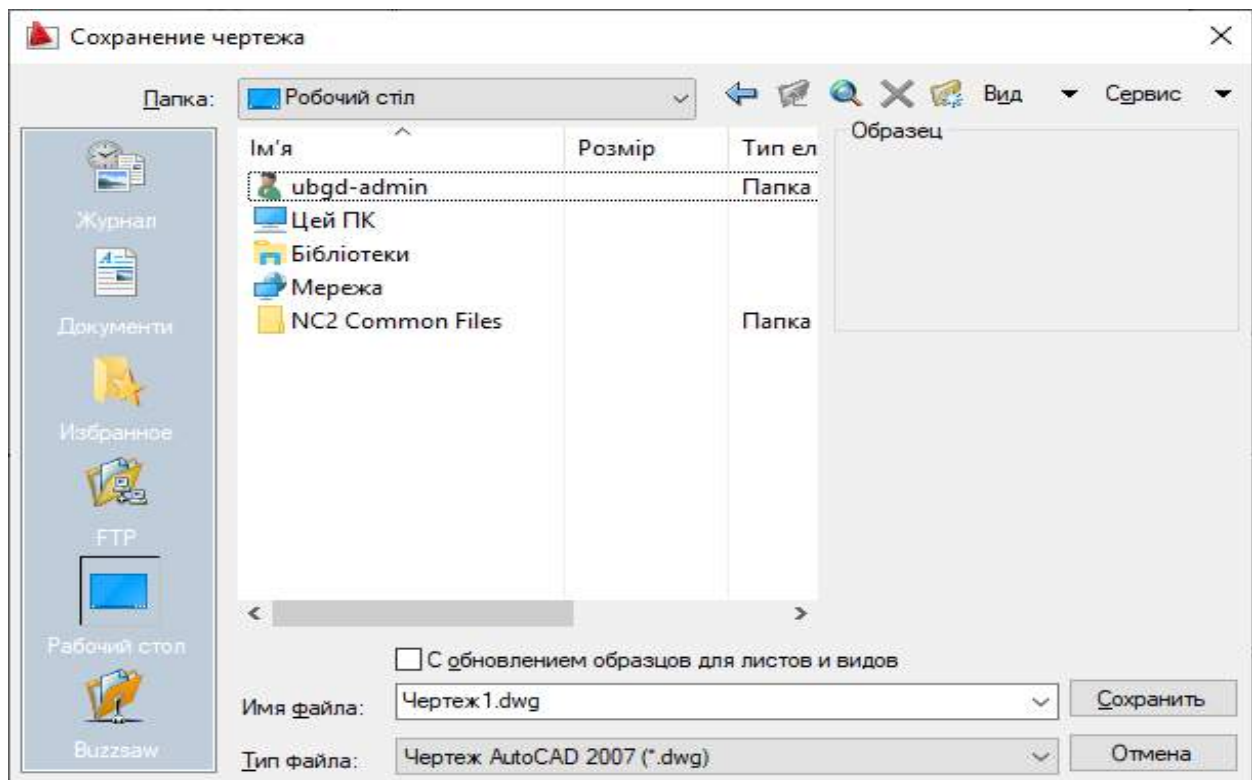 Сохранение чертежа
Папка: Робочий стіл Вид Сервис
Ім'я Розмір Тип ел
ubgd-admin Папка
Цей ПК
Бібліотеки
Мережа
NC2 Common Files Папка
Образец
Журнал
Документи
Избранное
FTP
Рабочий стол
Buzzsaw
С обновлением образцов для листов и видов
Имя файла: Чертеж1.dwg Сохранить
Тип файла: Чертеж AutoCAD 2007 (*.dwg) Отмена